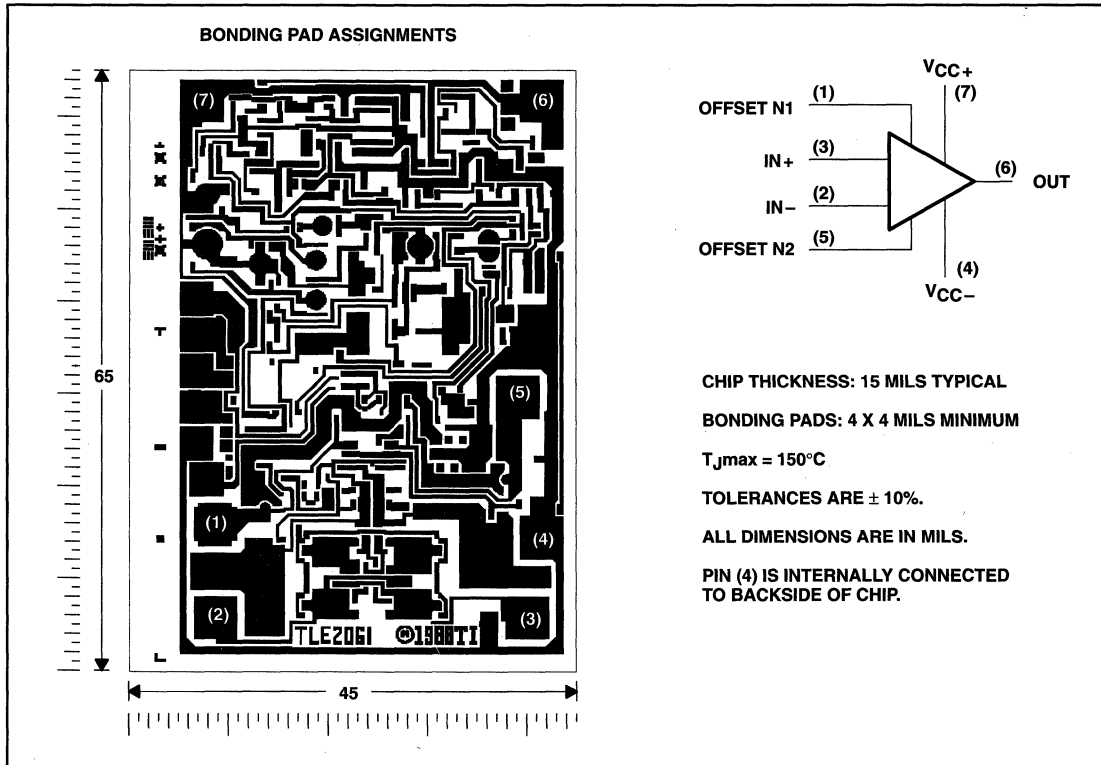 BONDING PAD ASSIGNMENTS
(7)
(6)
(5)
(1)
(4)
(2)
(3)
TLE2061 ©1988TI
65
45
VCC+
(7)
OFFSET N1
(1)
IN+
(3)
IN−
(2)
OFFSET N2
(5)
(6)
OUT
(4)
VCC−
CHIP THICKNESS: 15 MILS TYPICAL
BONDING PADS: 4 X 4 MILS MINIMUM
TJmax = 150°C
TOLERANCES ARE ± 10%.
ALL DIMENSIONS ARE IN MILS.
PIN (4) IS INTERNALLY CONNECTED
TO BACKSIDE OF CHIP.